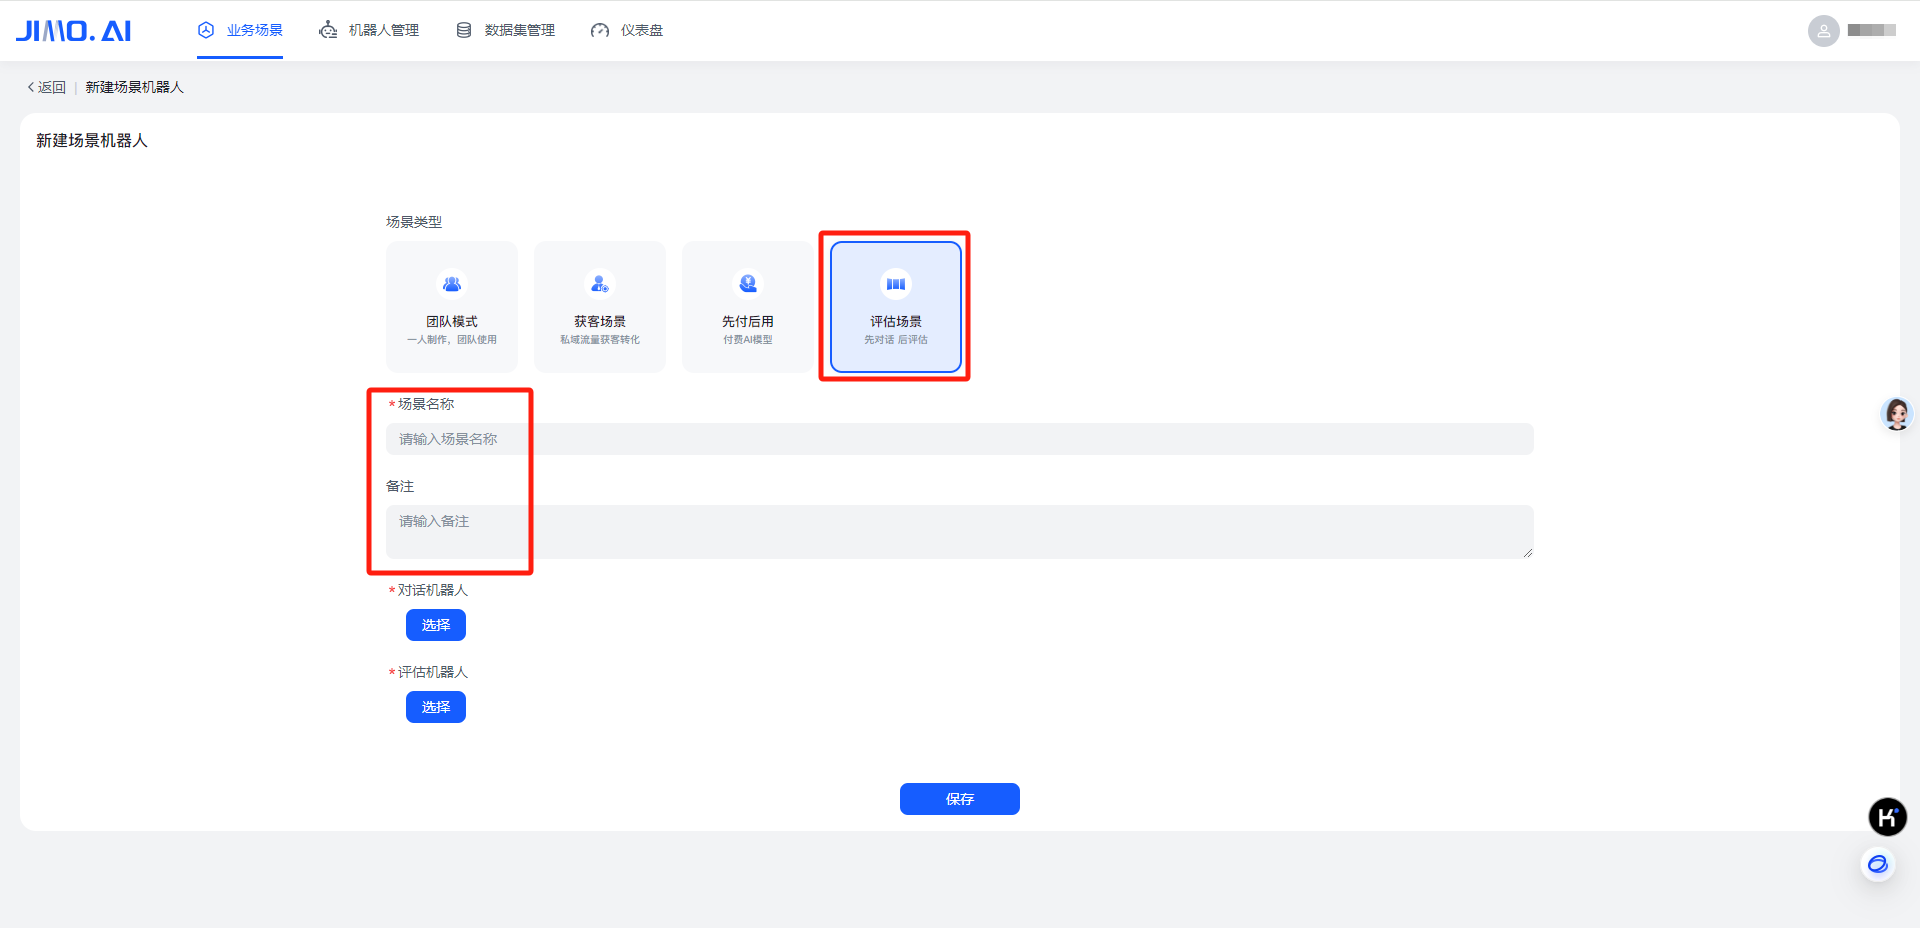 JIMO. AI
业务场景
机器人管理
数据集管理
仪表盘
返回 | 新建场景机器人
新建场景机器人
场景类型
团队模式
一人制作，团队使用
获客场景
私域流量获客转化
先付后用
付费AI模型
评估场景
先对话 后评估
*场景名称
请输入场景名称
备注
请输入备注
*对话机器人
选择
*评估机器人
选择
保存
K